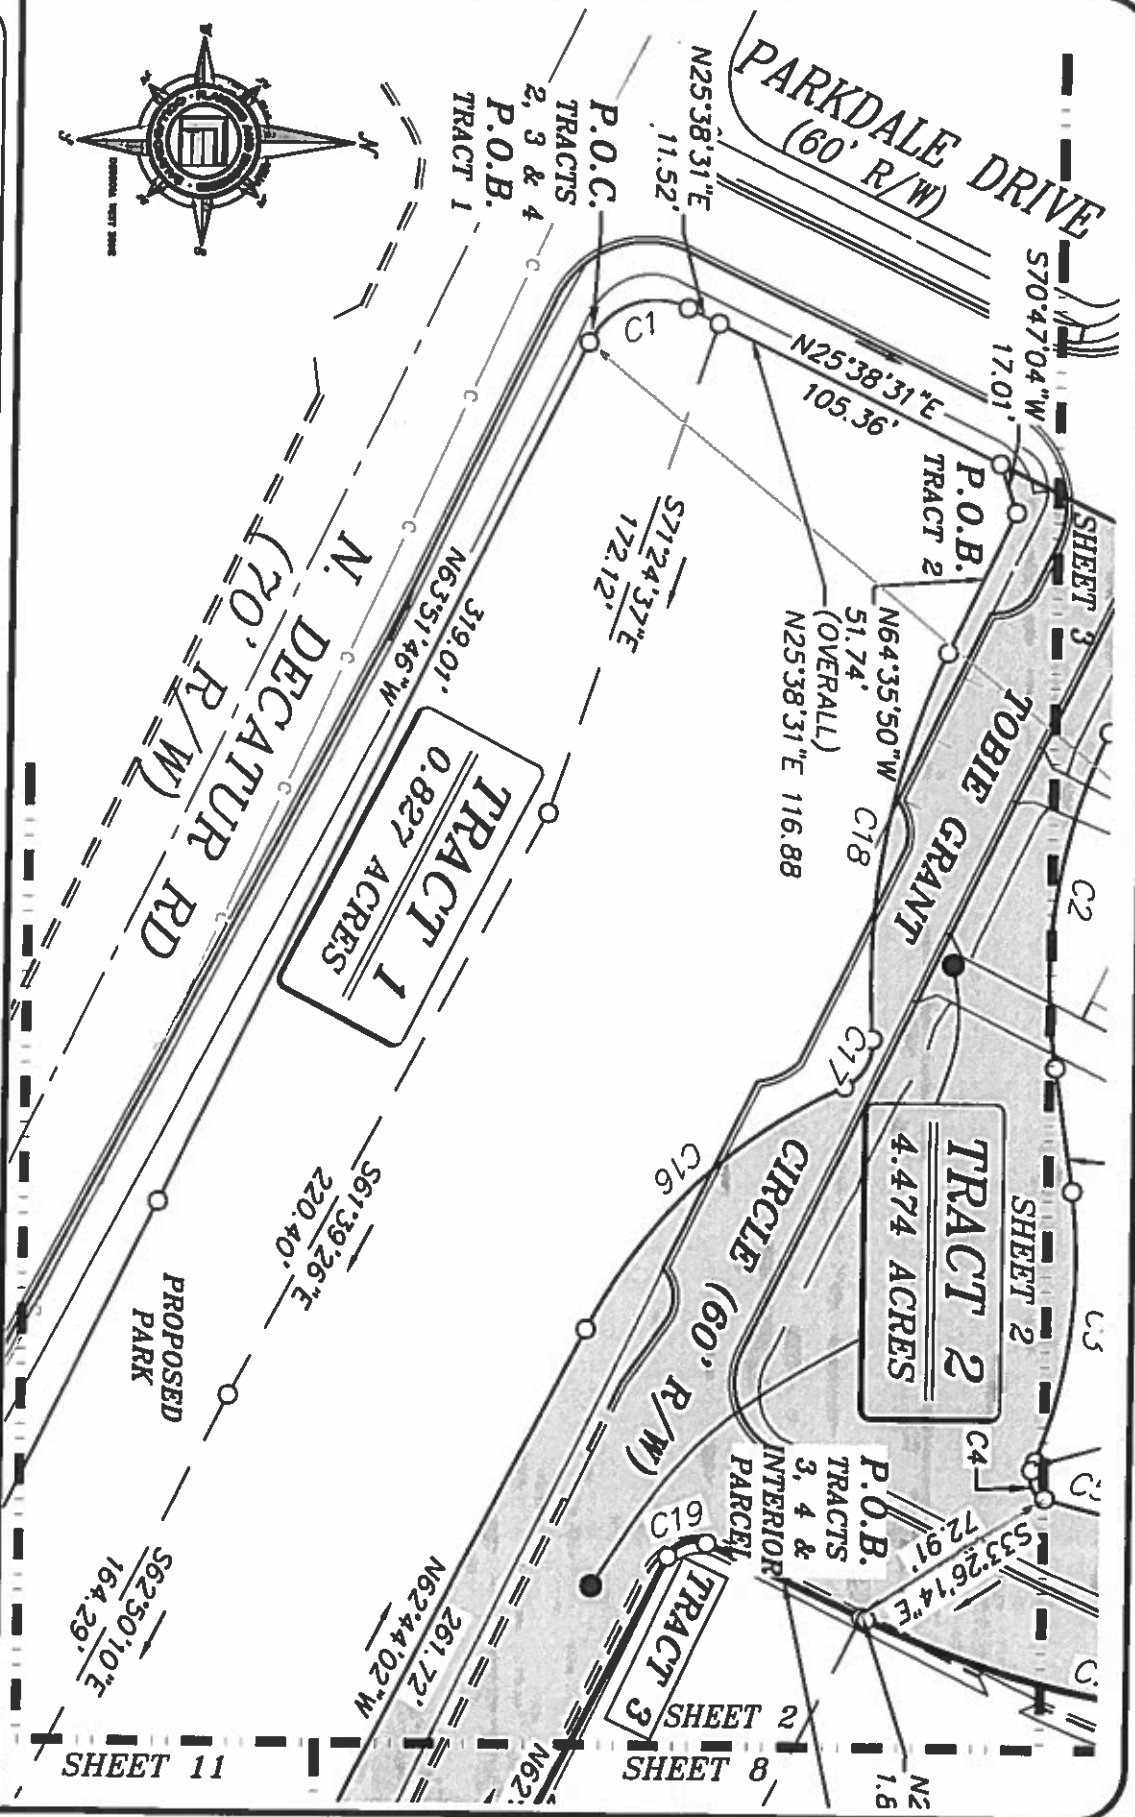 PARKDALE DRIVE
(60' R/W)
N25°38'31"E
11.52'
P.O.C.
TRACTS
2, 3 & 4
P.O.B.
TRACT 1
S70°47'04"W
17.01'
C1
N25°38'31"E
105.36'
P.O.B.
TRACT 2
SHEET 3
S71°24'37"E
172.12'
N64°35'50"W
51.74'
(OVERALL)
N25°38'31"E 116.88
C18
C2
TOBIE GRANT
CIRCLE (60' R/W)
N. DECATUR RD
(70' R/W)
319.01'
N63°51'46"W
TRACT 1
0.827 ACRES
C17
C16
TRACT 2
4.474 ACRES
SHEET 2
C3
C4
S61°39'26"E
220.40'
PROPOSED
PARK
P.O.B.
TRACTS
3, 4 &
INTERIOR
PARCEL
S33°26'14"E
72.91'
C19
TRACT 3
N62°44'02"W
261.72'
S62°50'10"E
164.29'
SHEET 2
SHEET 8
SHEET 11
N62°
N2
1.8
C
C
N
C
C
C
C
C
C